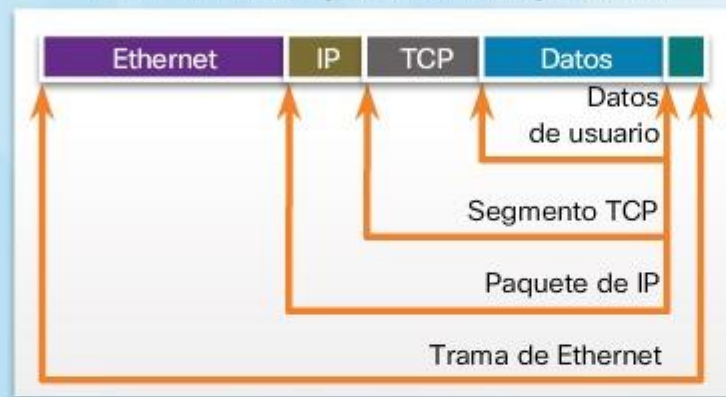 Ethernet IP TCP Datos
Datos
de usuario
Segmento TCP
Paquete de IP
Trama de Ethernet